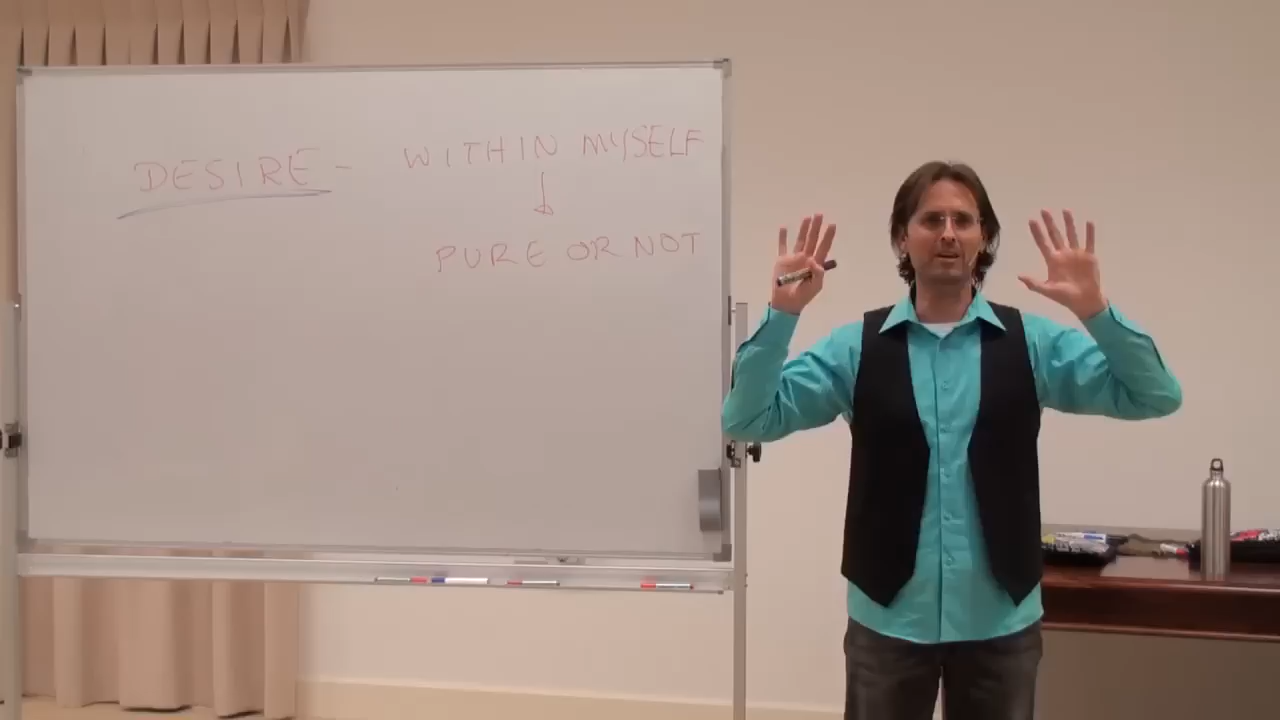 DESIRE - WITHIN MYSELF
↓
PURE OR NOT